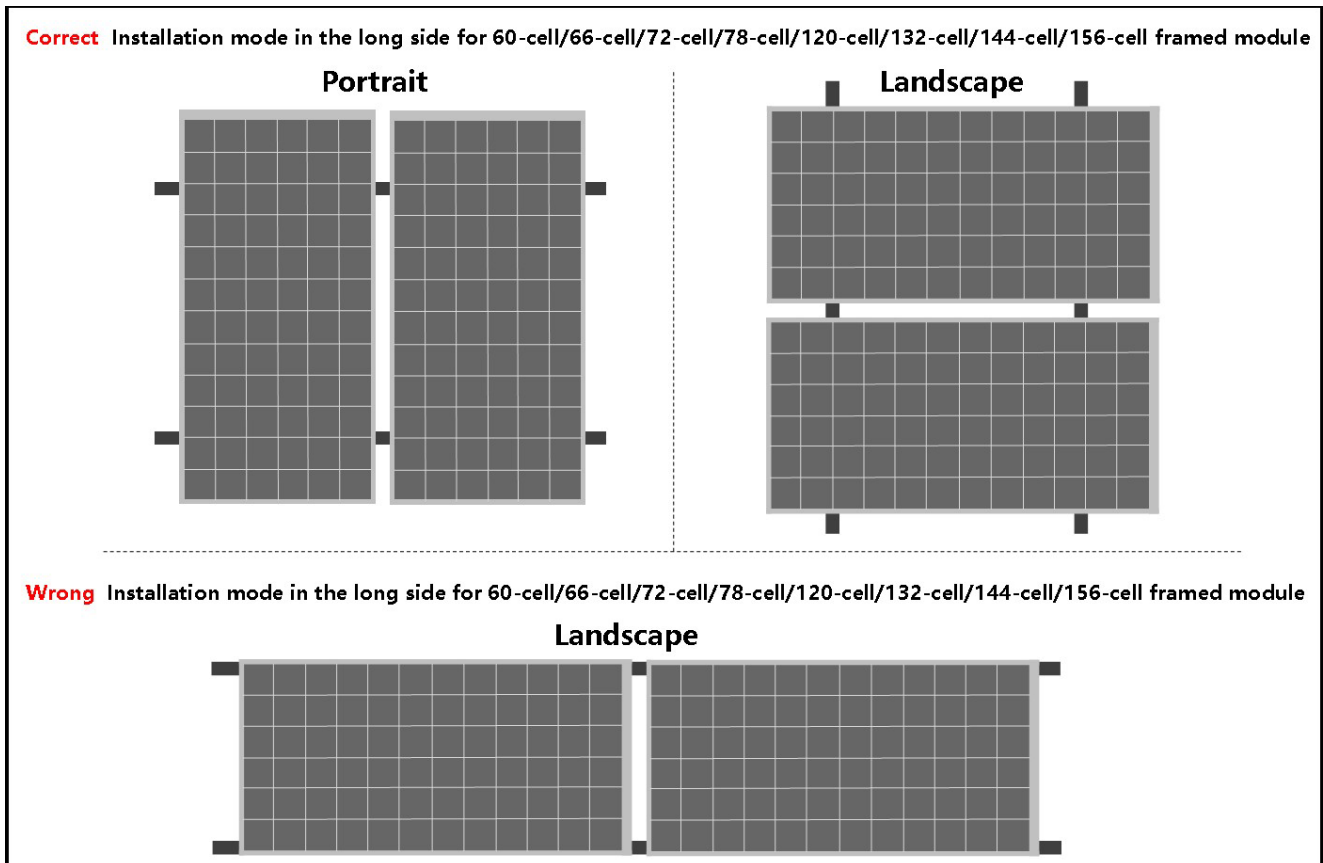 Correct Installation mode in the long side for 60-cell/66-cell/72-cell/78-cell/120-cell/132-cell/144-cell/156-cell framed module
Portrait
Landscape
Wrong Installation mode in the long side for 60-cell/66-cell/72-cell/78-cell/120-cell/132-cell/144-cell/156-cell framed module
Landscape